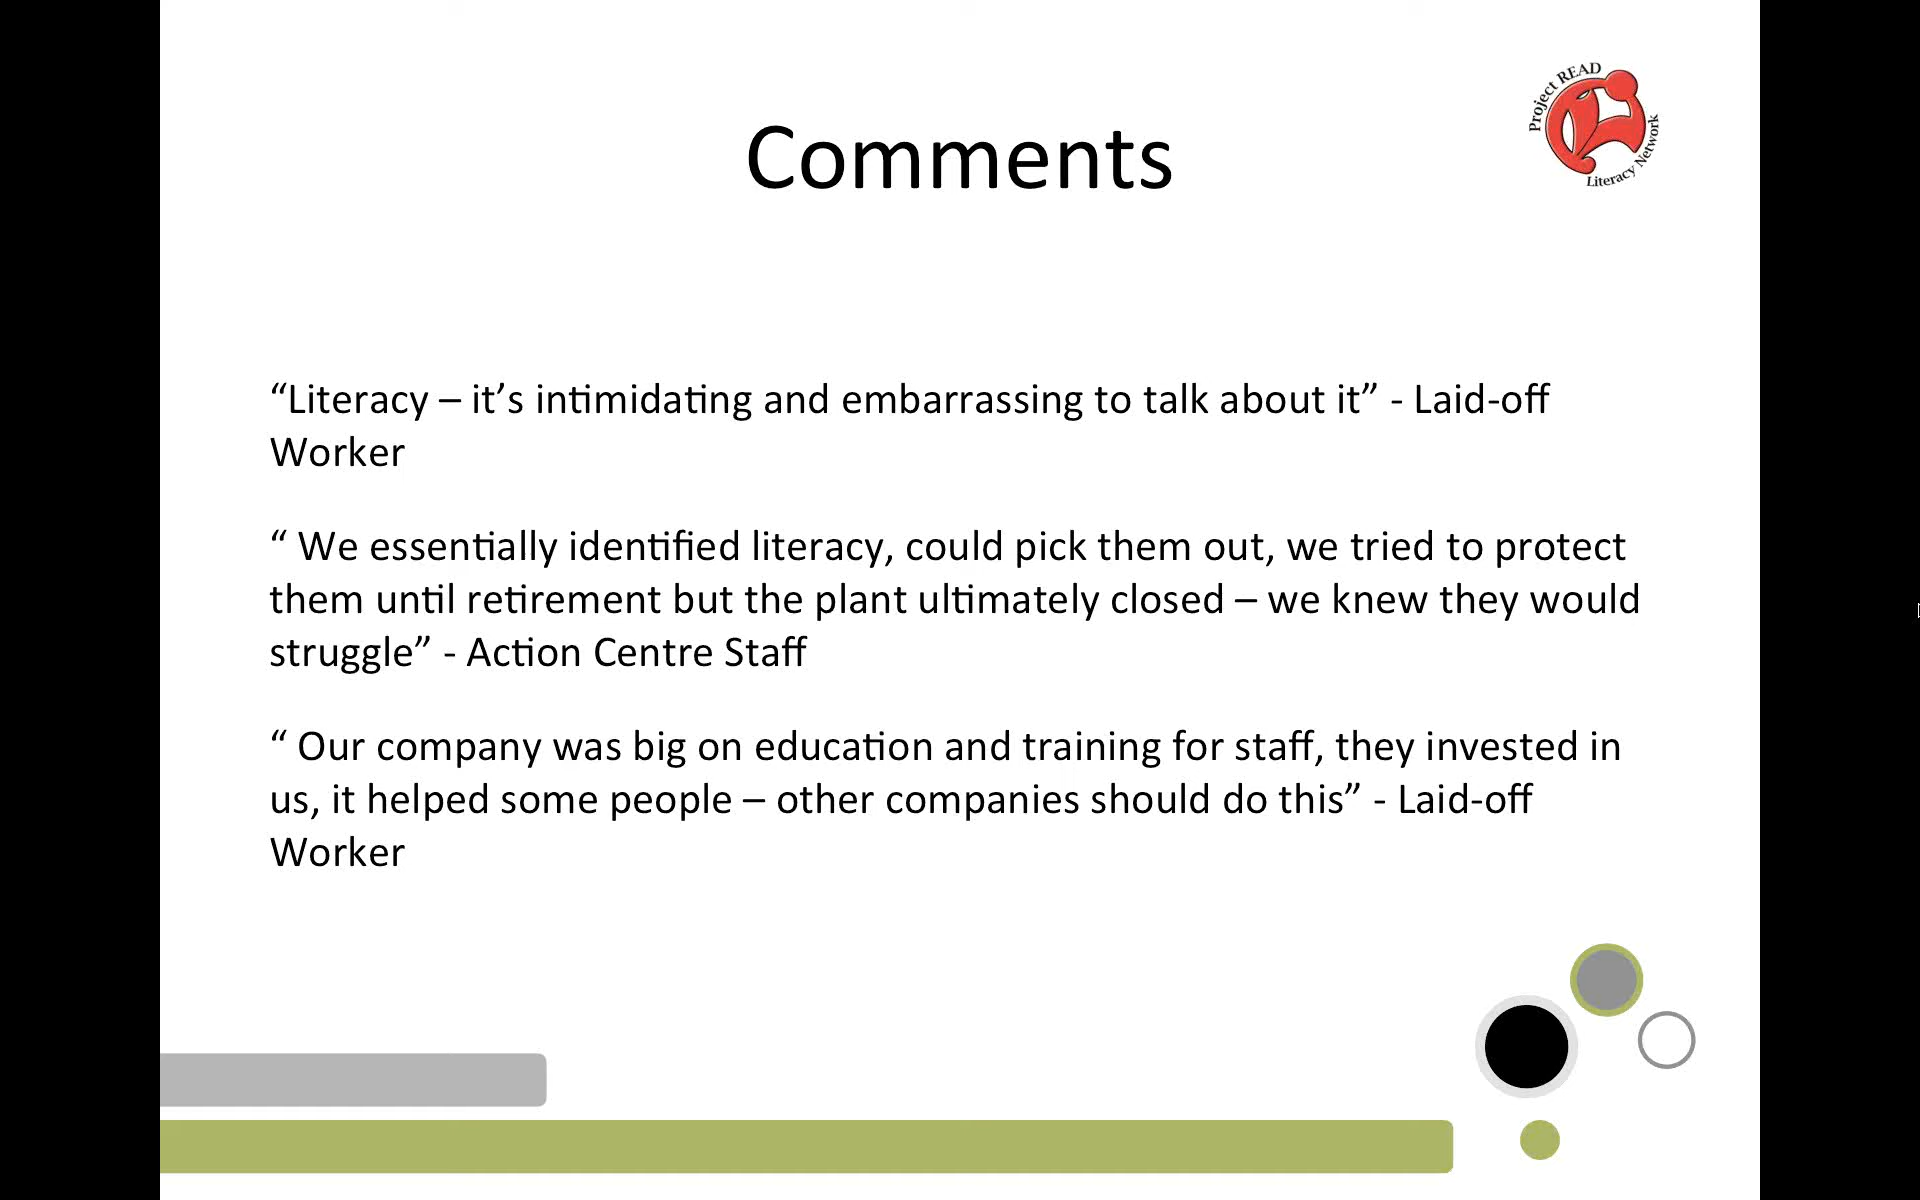 Project READ
Literacy Network
Comments
“Literacy – it’s intimidating and embarrassing to talk about it” - Laid-off
Worker
“ We essentially identified literacy, could pick them out, we tried to protect
them until retirement but the plant ultimately closed – we knew they would
struggle” - Action Centre Staff
“ Our company was big on education and training for staff, they invested in
us, it helped some people – other companies should do this” - Laid-off
Worker